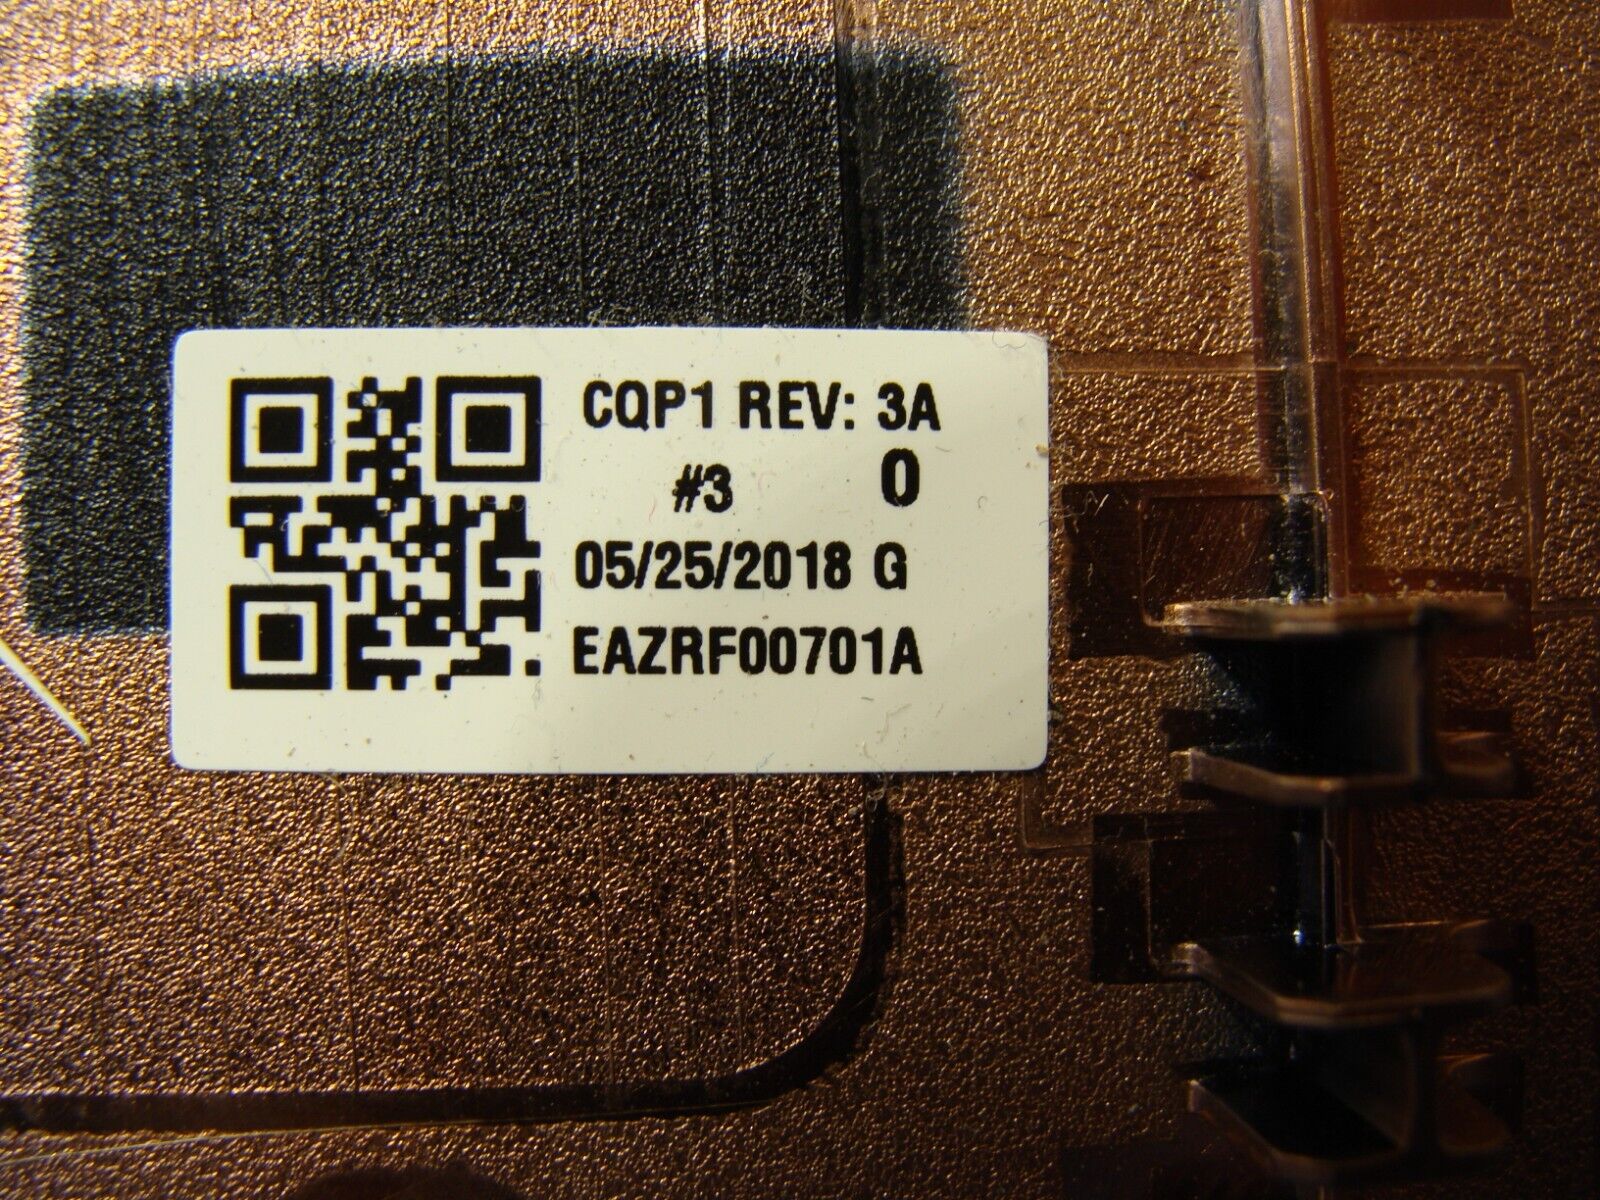 CQP1 REV: 3A
#3 0
05/25/2018 G
EAZRF00701A